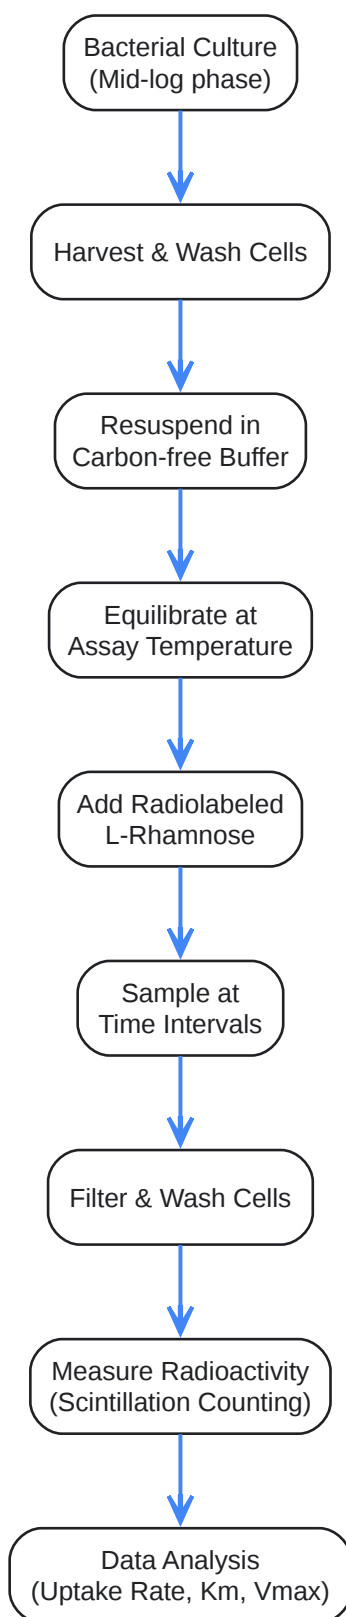 Bacterial Culture
(Mid-log phase)
Harvest & Wash Cells
Resuspend in
Carbon-free Buffer
Equilibrate at
Assay Temperature
Add Radiolabeled
L-Rhamnose
Sample at
Time Intervals
Filter & Wash Cells
Measure Radioactivity
(Scintillation Counting)
Data Analysis
(Uptake Rate, Km, Vmax)